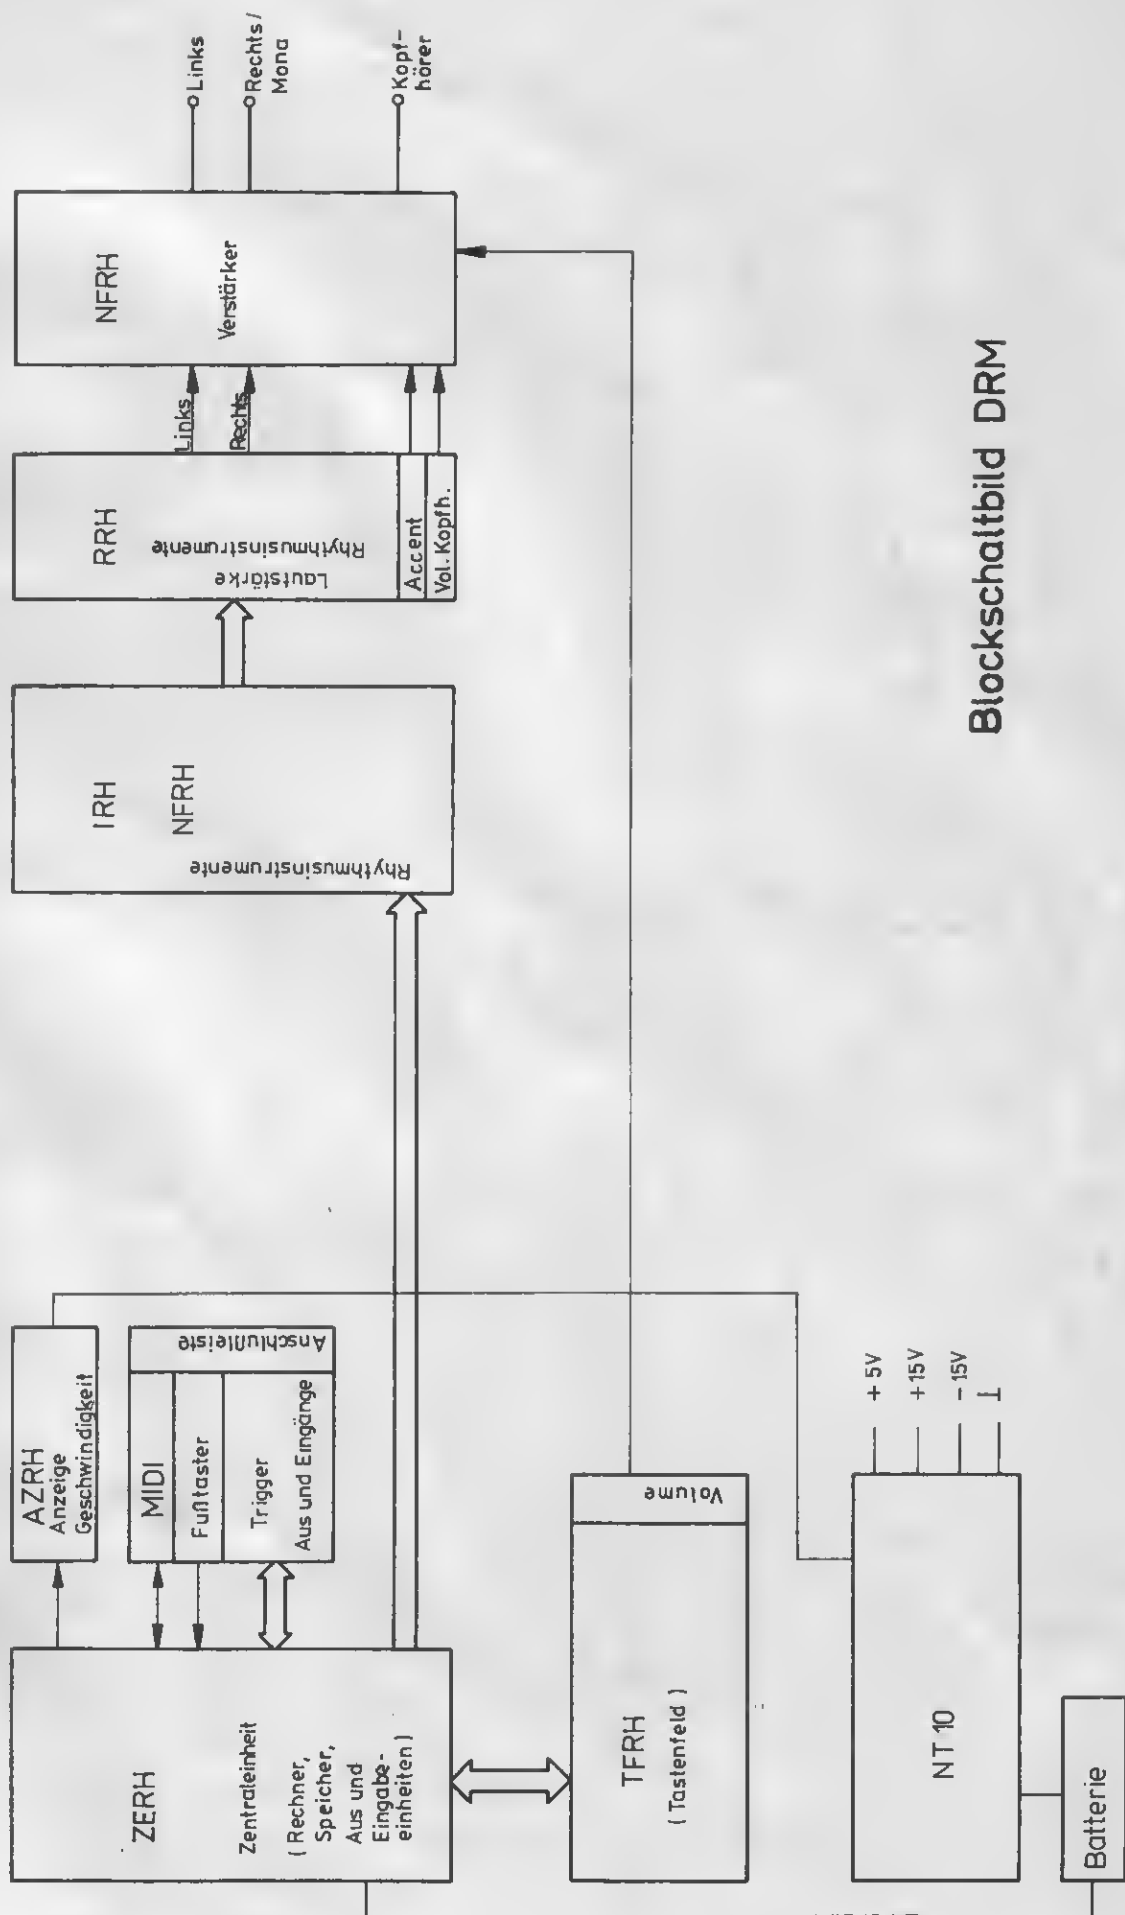 ZERH
Zentraleinheit
( Rechner,
Speicher,
Aus und
Eingabe-
einheiten )
AZRH
Anzeige
Geschwindigkeit
MIDI
Fußtaster
Trigger
Aus und Eingänge
Anschlußleiste
IRH
NFRH
Rhythmusinstrumente
RRH
Lautstärke
Rhythmusinstrumente
Accent
Vol. Kopfh.
Links
Rechts
NFRH
Verstärker
Links
Rechts /
Mono
Kopf-
hörer
TFRH
( Tastenfeld )
Volume
NT 10
+ 5V
+ 15V
- 15V
Batterie
Blockschaltbild DRM